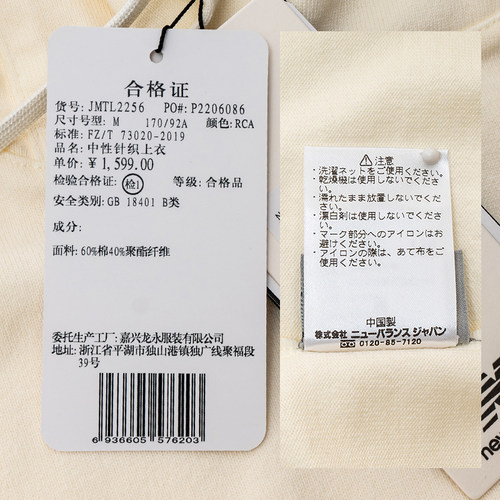 合格证
货号: JMTL2256 PO#: P2206086
尺寸号型: M 170/92A 颜色: RCA
标准: FZ/T 73020-2019
品名: 中性针织上衣
单价: ¥1,599.00
检验合格证: 检1 等级: 合格品
安全类别: GB 18401 B类
成分:
面料: 60%棉40%聚酯纤维
委托生产工厂: 嘉兴龙水服装有限公司
地址: 浙江省平湖市独山港镇独广线聚福段
39号
6 936605 576203
⚠注意
・洗濯ネットをご使用ください。
・乾燥機は使用しないでくださ
い。
・濡れたまま放置しないでくだ
さい。
・漂白剤は使用しないでくださ
い。
・マーク部分へのアイロンはお
避けください。
・アイロンの際は、あて布をご使
用ください。
中国製
株式会社 ニューバランス ジャパン
0120-85-7120
new